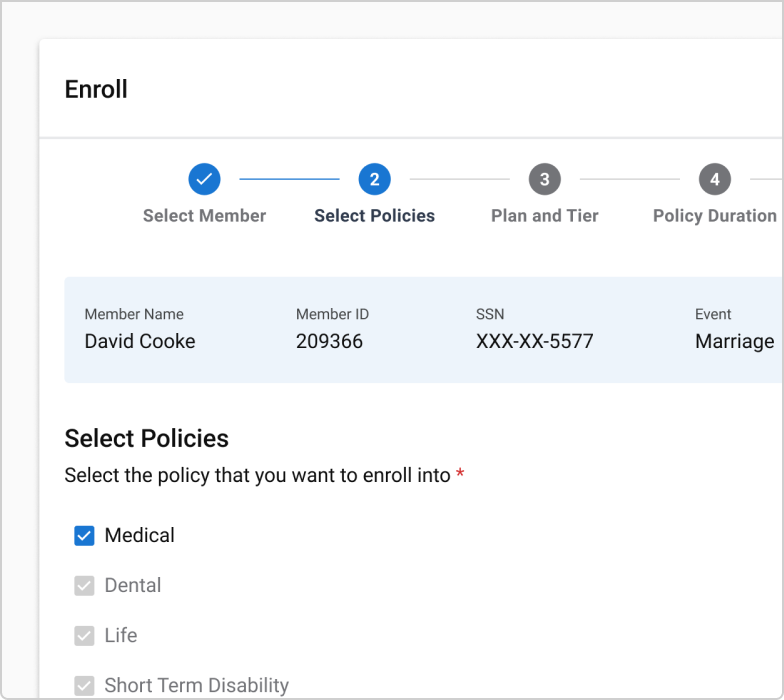 Enroll
2 3 4
Select Member Select Policies Plan and Tier Policy Duration
Member Name Member ID SSN Event
David Cooke 209366 XXX-XX-5577 Marriage
Select Policies
Select the policy that you want to enroll into *
Medical
Dental
Life
Short Term Disability